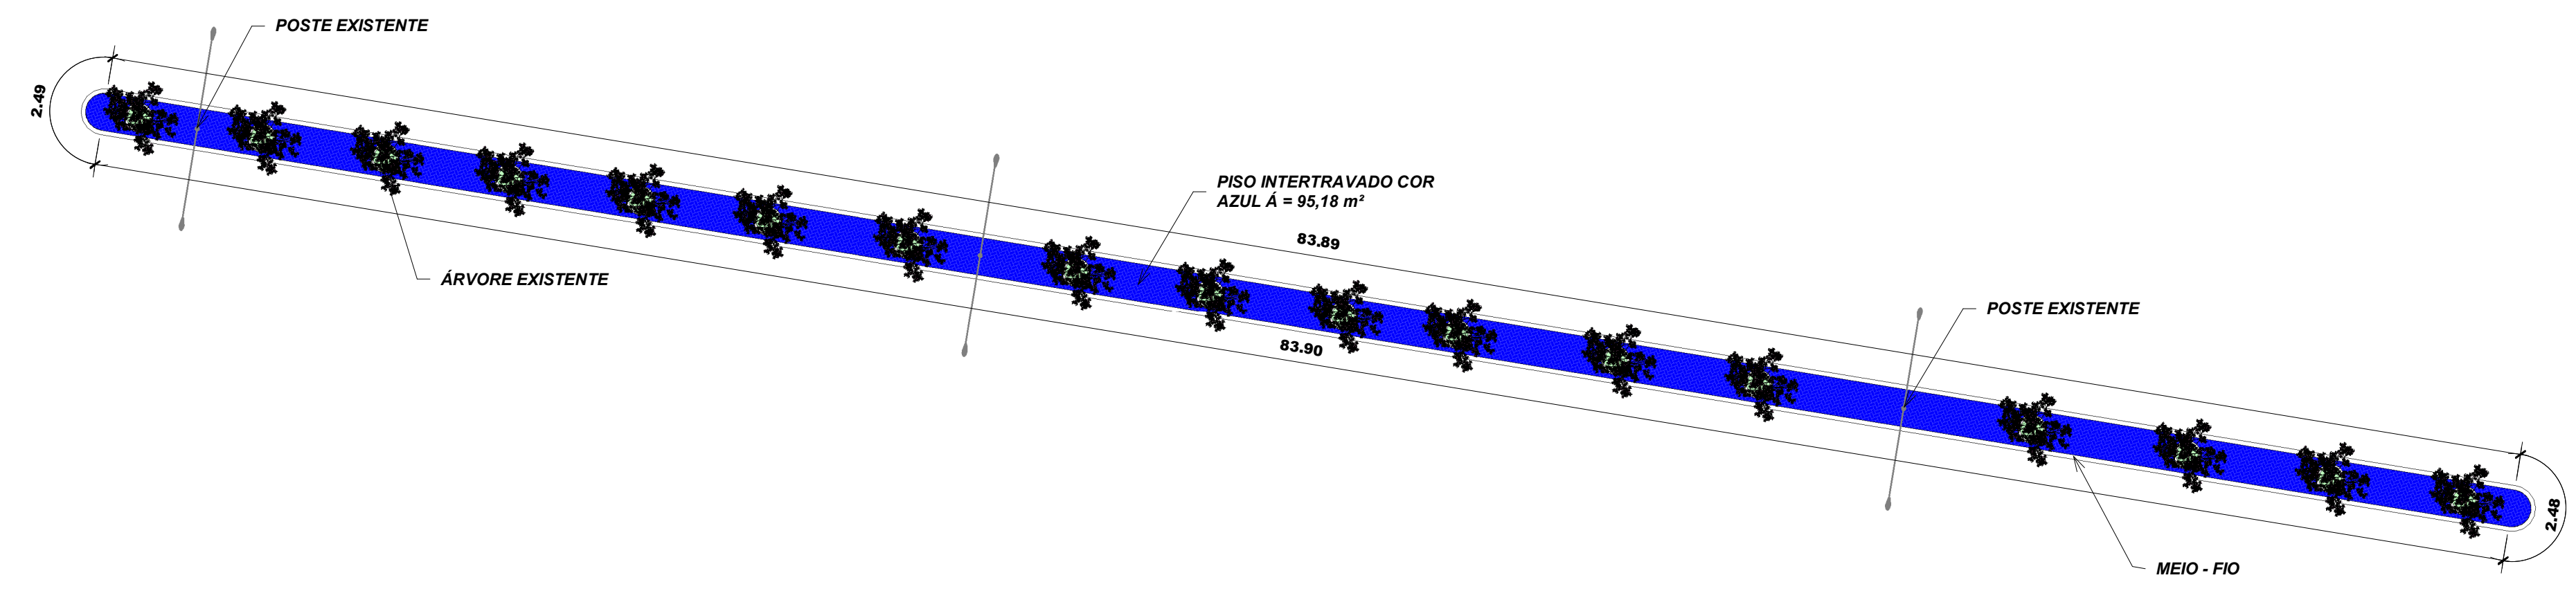 POSTE EXISTENTE
2.49
PISO INTERTRAVADO COR
AZUL Á = 95,18 m²
83.89
ÁRVORE EXISTENTE
POSTE EXISTENTE
83.90
2.48
MEIO - FIO